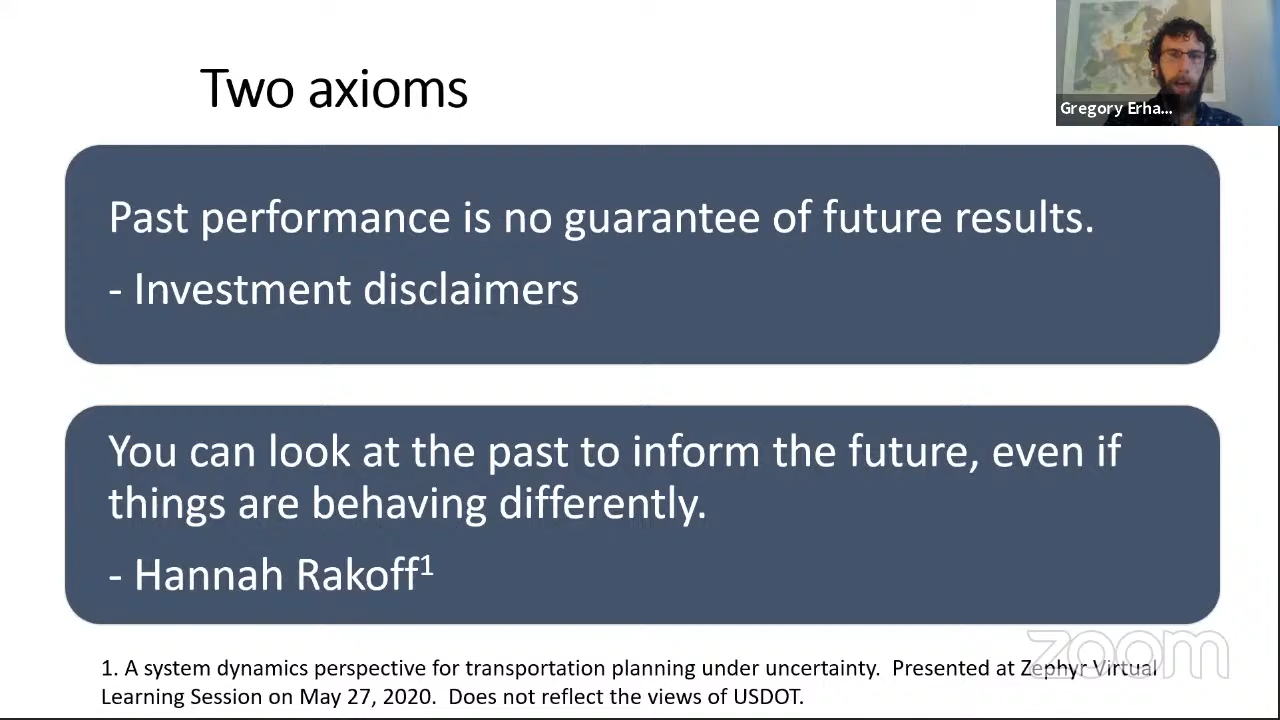 Two axioms
Gregory Erha...
Past performance is no guarantee of future results.
- Investment disclaimers
You can look at the past to inform the future, even if
things are behaving differently.
- Hannah Rakoff¹
zoom
1. A system dynamics perspective for transportation planning under uncertainty. Presented at Zephyr Virtual
Learning Session on May 27, 2020. Does not reflect the views of USDOT.